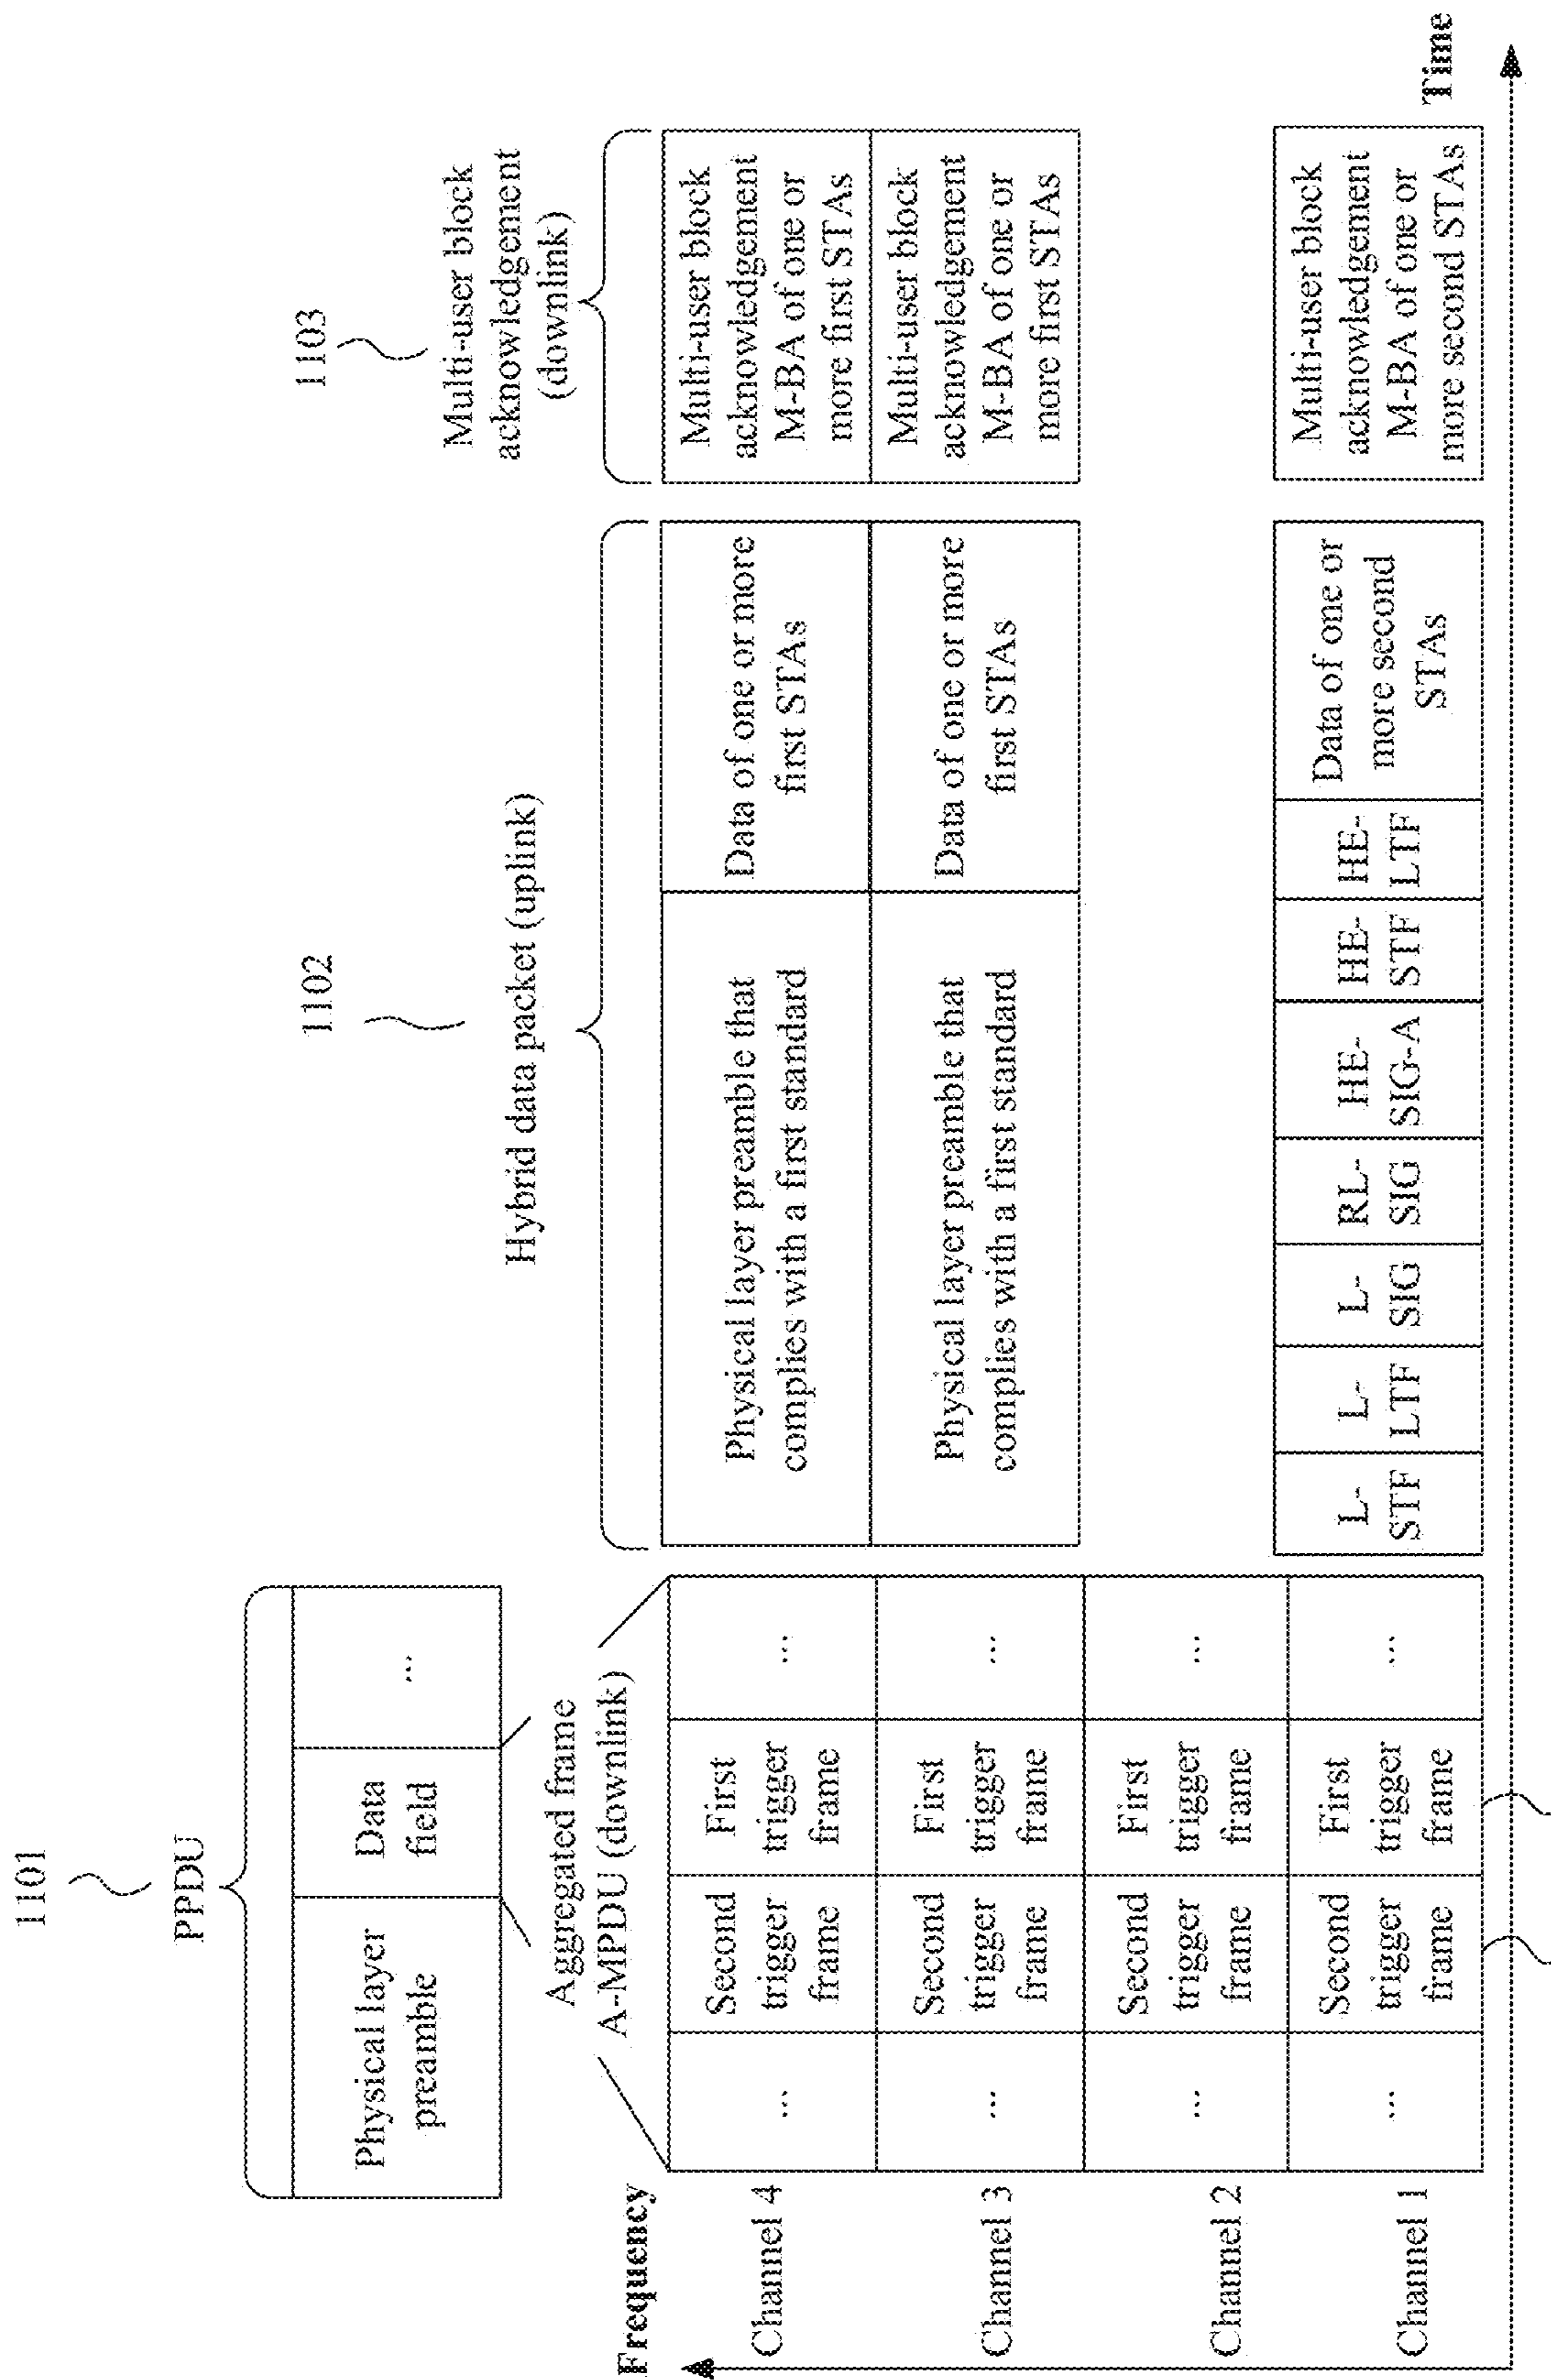 1101
PPDU
Physical layer
preamble
Data
field
...
Aggregated frame
A-MPDU (downlink)
1102
Hybrid data packet (uplink)
1103
Multi-user block
acknowledgement
(downlink)
Frequency
Channel 4
...
Second
trigger
frame
First
trigger
frame
...
Physical layer preamble that
complies with a first standard
Data of one or more
first STAs
Multi-user block
acknowledgement
M-BA of one or
more first STAs
Channel 3
...
Second
trigger
frame
First
trigger
frame
...
Physical layer preamble that
complies with a first standard
Data of one or more
first STAs
Multi-user block
acknowledgement
M-BA of one or
more first STAs
Channel 2
...
Second
trigger
frame
First
trigger
frame
...
Channel 1
...
Second
trigger
frame
First
trigger
frame
...
L-
STF
L-
LTF
L-
SIG
RL-
SIG
HE-
SIG-A
HE-
STF
HE-
LTF
Data of one or
more second
STAs
Multi-user block
acknowledgement
M-BA of one or
more second STAs
Time